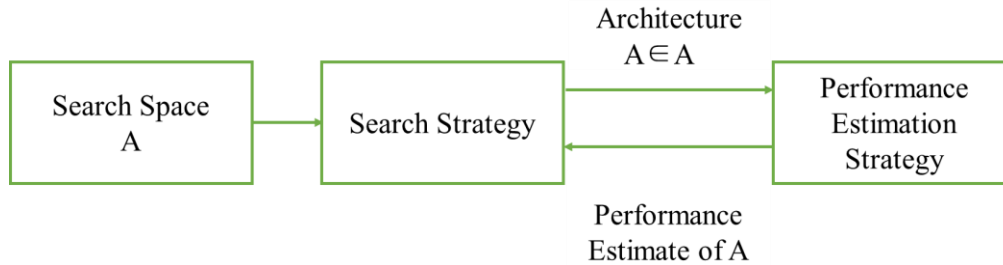 Search Space
A
Search Strategy
Architecture
A ∈ A
Performance
Estimation
Strategy
Performance
Estimate of A